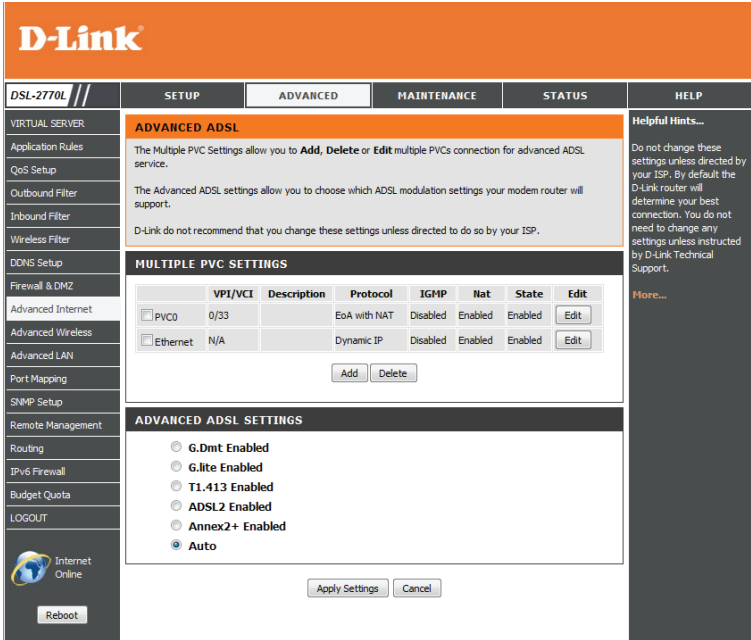 D-Link
DSL-2770L
SETUP
ADVANCED
MAINTENANCE
STATUS
HELP
VIRTUAL SERVER
Application Rules
QoS Setup
Outbound Filter
Inbound Filter
Wireless Filter
DDNS Setup
Firewall & DMZ
Advanced Internet
Advanced Wireless
Advanced LAN
Port Mapping
SNMP Setup
Remote Management
Routing
IPv6 Firewall
Budget Quota
LOGOUT
Internet
Online
Reboot
ADVANCED ADSL
The Multiple PVC Settings allow you to Add, Delete or Edit multiple PVCs connection for advanced ADSL
service.
The Advanced ADSL settings allow you to choose which ADSL modulation settings your modem router will
support.
D-Link do not recommend that you change these settings unless directed to do so by your ISP.
MULTIPLE PVC SETTINGS
VPI/VCI Description Protocol IGMP Nat State Edit
PVC0 0/33 EoA with NAT Disabled Enabled Enabled Edit
Ethernet N/A Dynamic IP Disabled Enabled Enabled Edit
Add Delete
ADVANCED ADSL SETTINGS
G.Dmt Enabled
G.lite Enabled
T1.413 Enabled
ADSL2 Enabled
Annex2+ Enabled
Auto
Apply Settings Cancel
Helpful Hints...
Do not change these
settings unless directed by
your ISP. By default the
D-Link router will
determine your best
connection. You do not
need to change any
settings unless instructed
by D-Link Technical
Support.
More...